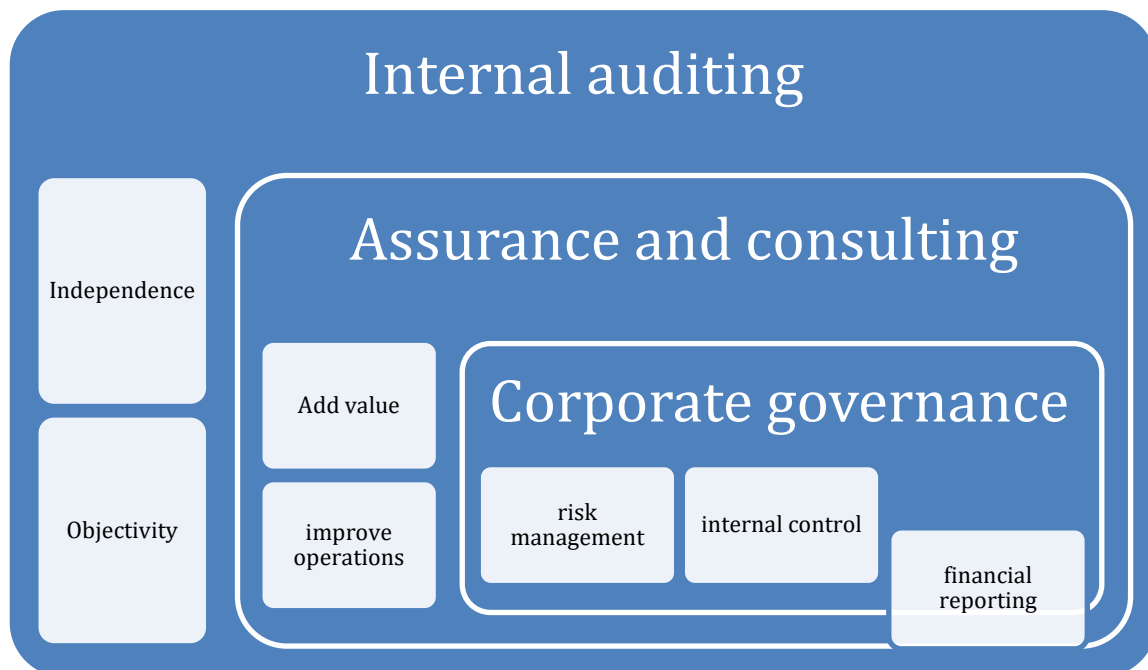 Internal auditing
Independence
Objectivity
Assurance and consulting
Add value
improve
operations
Corporate governance
risk
management
internal control
financial
reporting